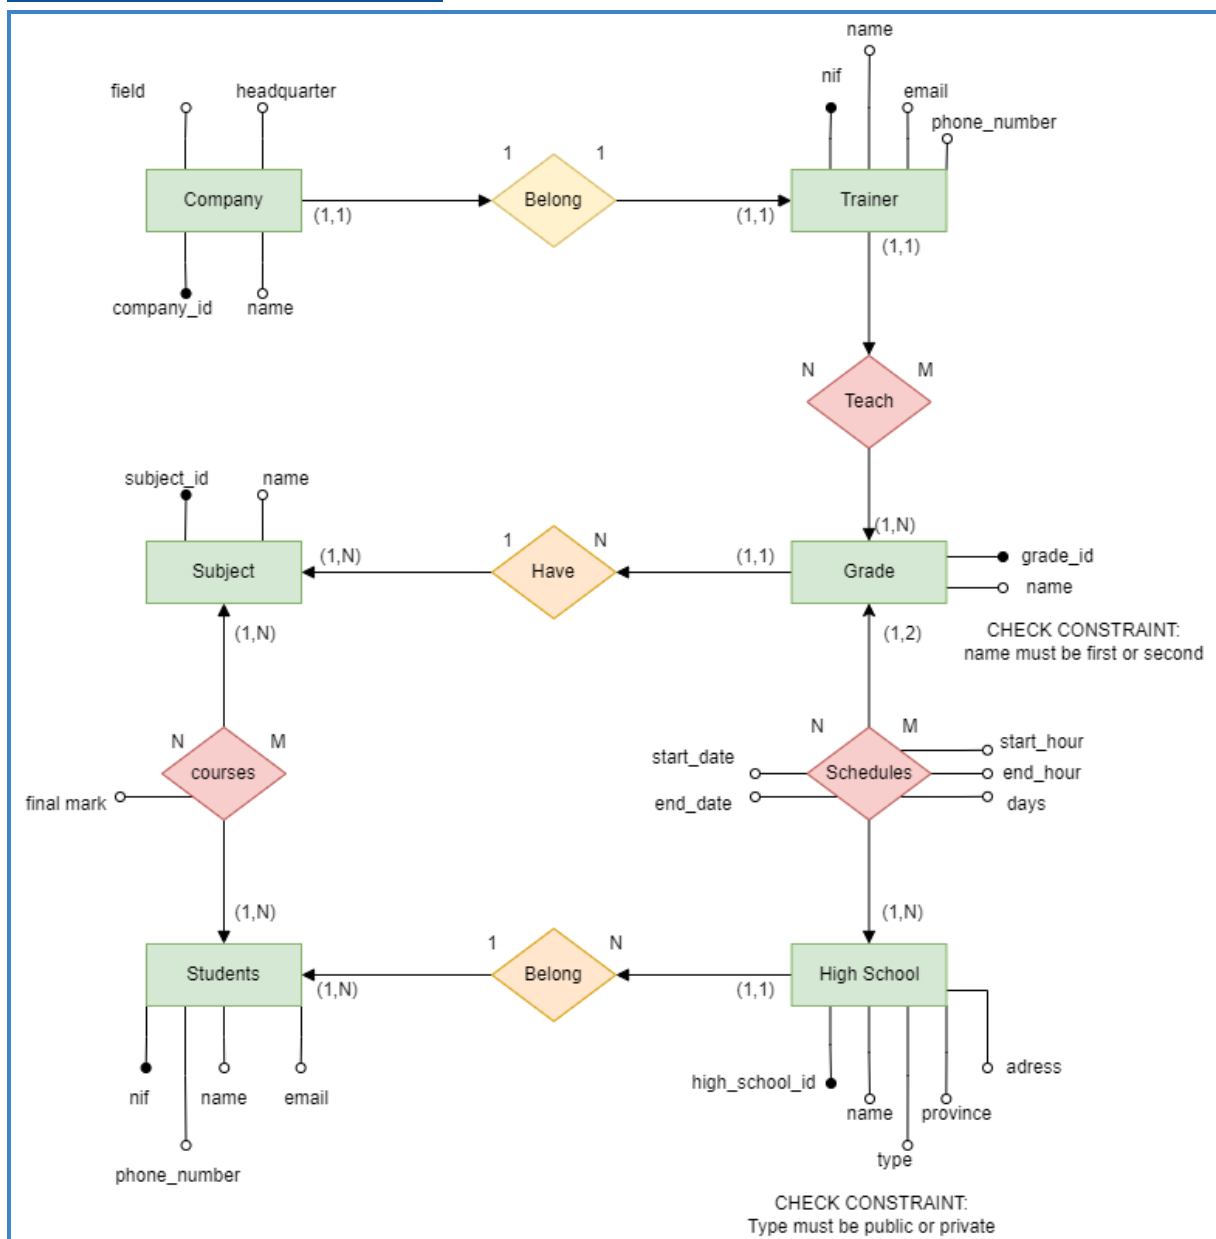 name
nif
field
headquarter
email
phone_number
1
1
Company
Belong
Trainer
(1,1)
(1,1)
(1,1)
company_id
name
N
M
Teach
subject_id
name
(1,N)
1
N
(1,N)
(1,1)
Subject
Have
Grade
grade_id
name
(1,N)
(1,2)
CHECK CONSTRAINT:
name must be first or second
N
M
courses
final mark
N
M
start_date
end_date
Schedules
start_hour
end_hour
days
(1,N)
(1,N)
1
N
Students
Belong
High School
(1,N)
(1,1)
nif
name
email
phone_number
high_school_id
name
province
adress
type
CHECK CONSTRAINT:
Type must be public or private